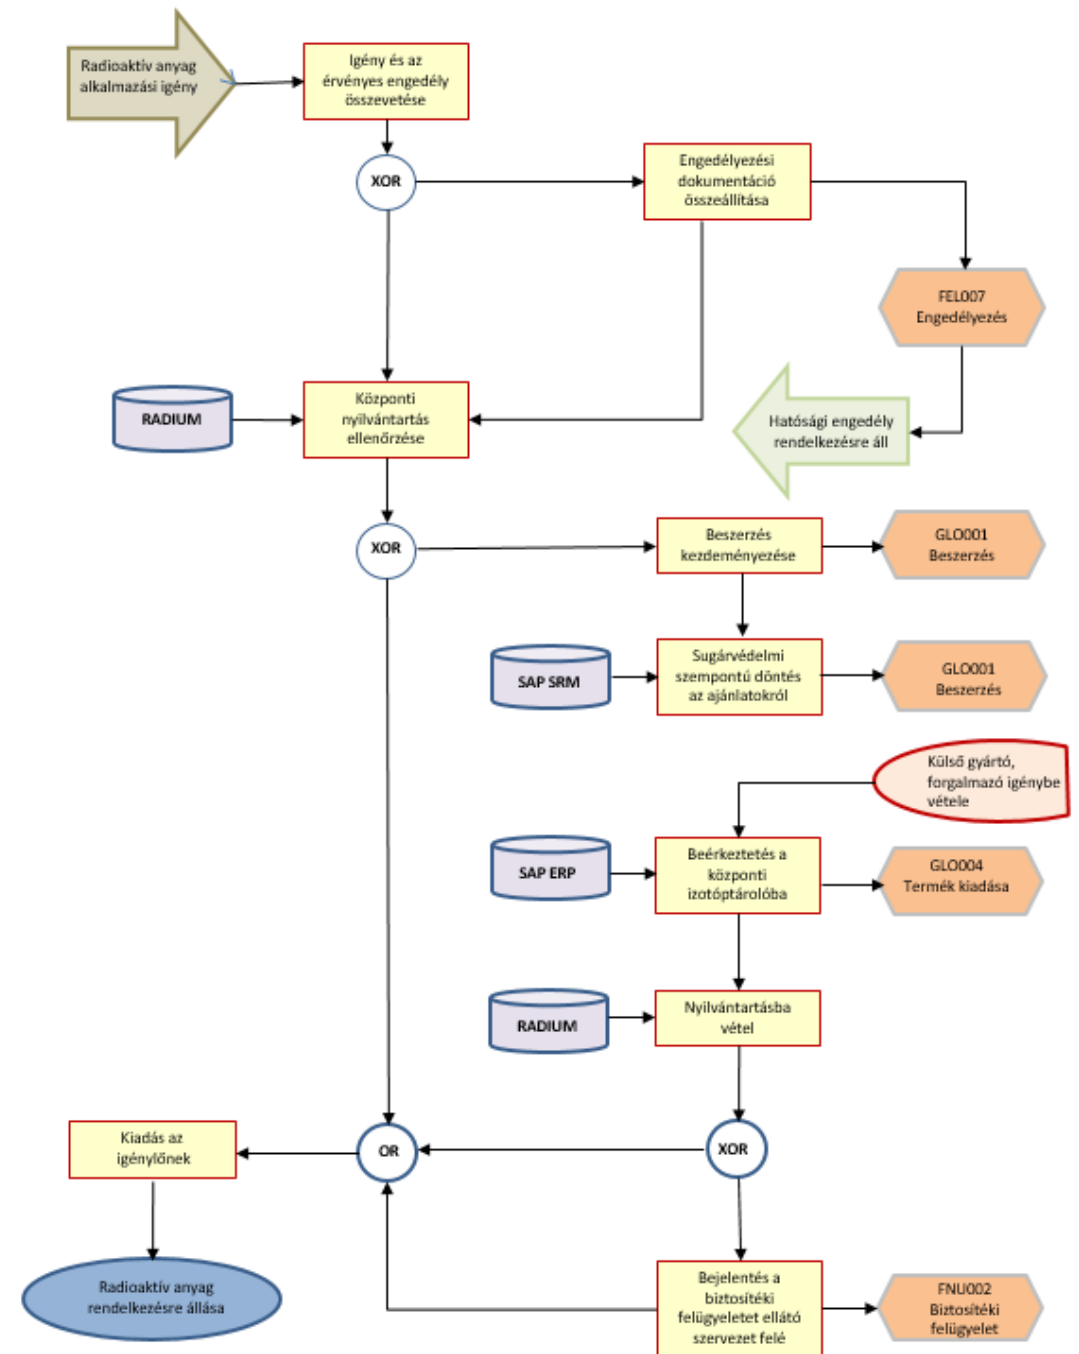 Radioaktív anyag
alkalmazási igény
Igény és az
érvényes engedély
összevetése
XOR
Engedélyezési
dokumentáció
összeállítása
FEL007
Engedélyezés
RADIUM
Központi
nyilvántartás
ellenőrzése
Hatósági engedély
rendelkezésre áll
XOR
Beszerzés
kezdeményezése
GLO001
Beszerzés
SAP SRM
Sugárvédelmi
szempontú döntés
az ajánlatokról
GLO001
Beszerzés
Külső gyártó,
forgalmazó igénybe
vétele
SAP ERP
Beérkeztetés a
központi
izotóptárolóba
GLO004
Termék kiadása
RADIUM
Nyilvántartásba
vétel
Kiadás az
igénylőnek
OR
XOR
Radioaktív anyag
rendelkezésre állása
Bejelentés a
biztosítéki
felügyeletet ellátó
szervezet felé
FNU002
Biztosítéki
felügyelet